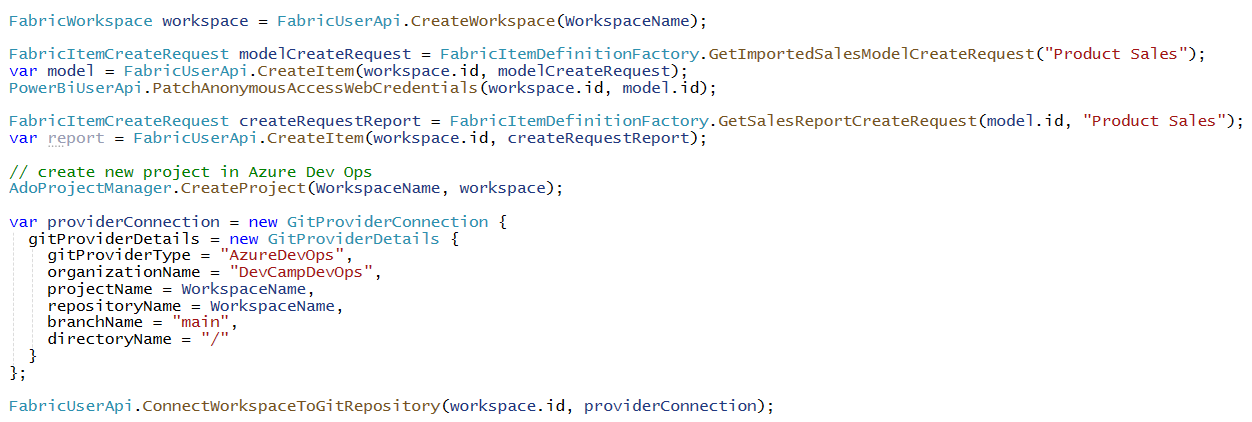 FabricWorkspace workspace = FabricUserApi.CreateWorkspace(WorkspaceName);
FabricItemCreateRequest modelCreateRequest = FabricItemDefinitionFactory.GetImportedSalesModelCreateRequest("Product Sales");
var model = FabricUserApi.CreateItem(workspace.id, modelCreateRequest);
PowerBiUserApi.PatchAnonymousAccessWebCredentials(workspace.id, model.id);
FabricItemCreateRequest createRequestReport = FabricItemDefinitionFactory.GetSalesReportCreateRequest(model.id, "Product Sales");
var report = FabricUserApi.CreateItem(workspace.id, createRequestReport);
// create new project in Azure Dev Ops
AdoProjectManager.CreateProject(WorkspaceName, workspace);
var providerConnection = new GitProviderConnection {
  gitProviderDetails = new GitProviderDetails {
    gitProviderType = "AzureDevOps",
    organizationName = "DevCampDevOps",
    projectName = WorkspaceName,
    repositoryName = WorkspaceName,
    branchName = "main",
    directoryName = "/"
  }
};
FabricUserApi.ConnectWorkspaceToGitRepository(workspace.id, providerConnection);